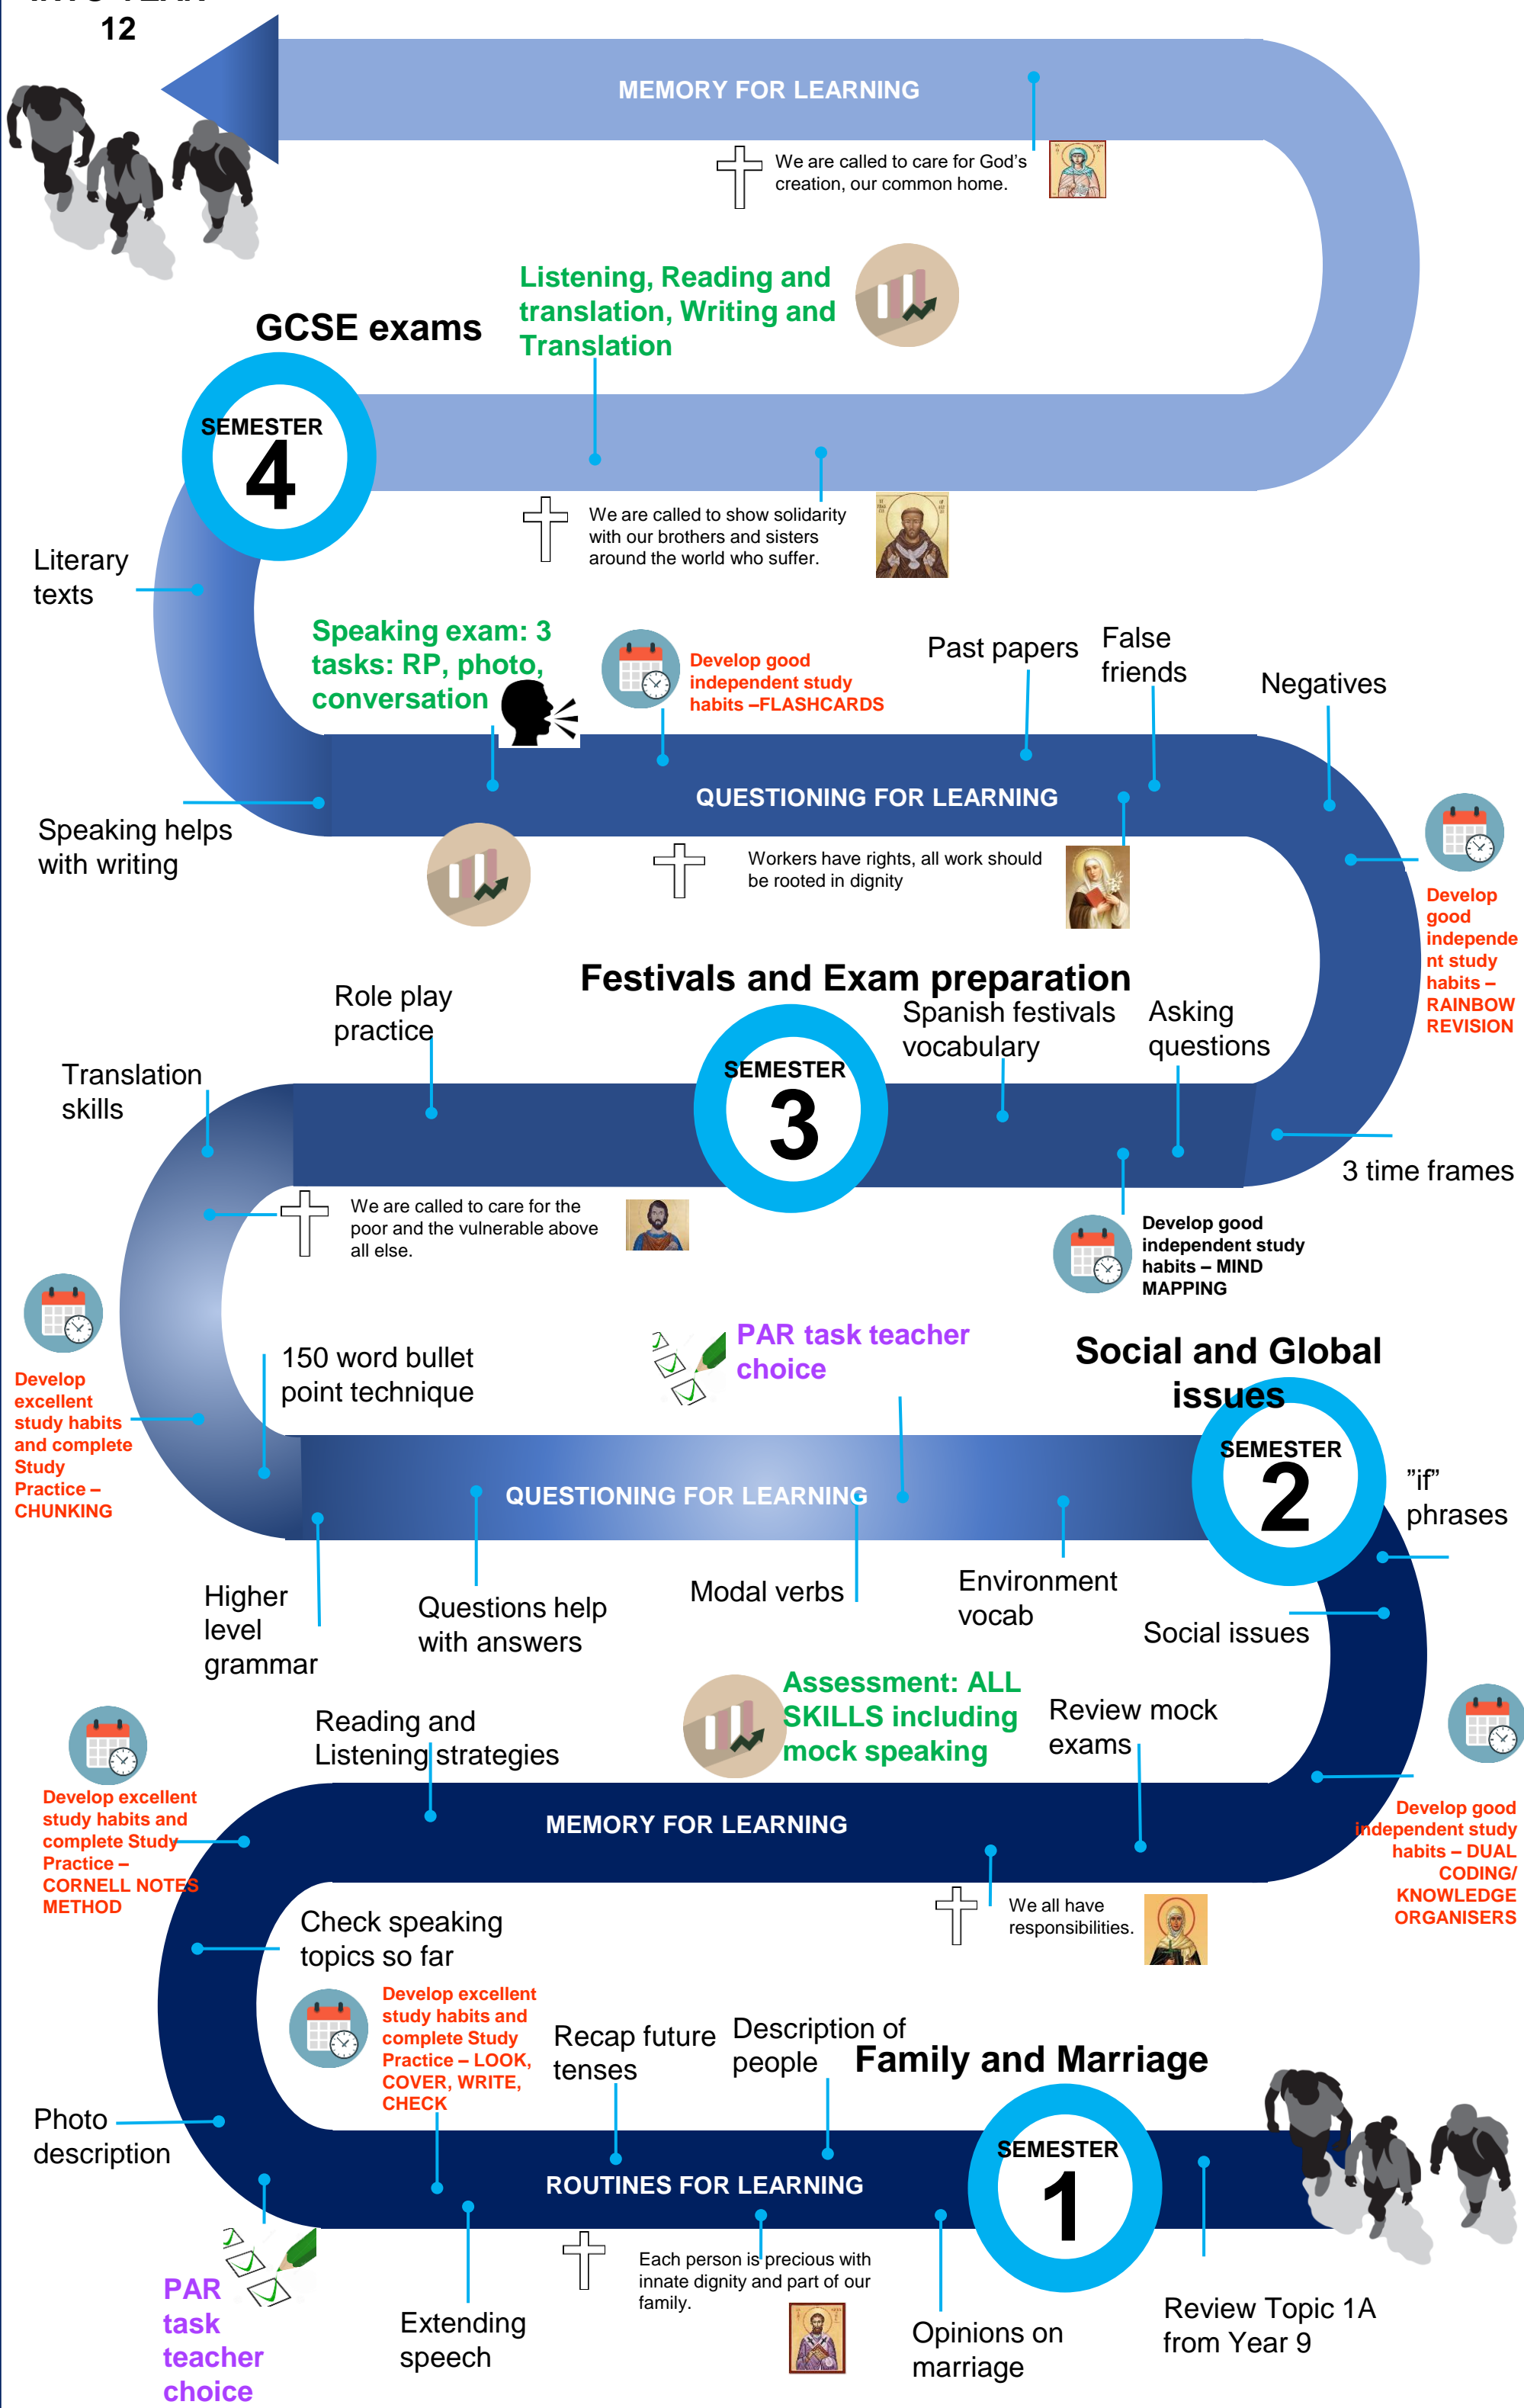 12
MEMORY FOR LEARNING
We are called to care for God's
creation, our common home.
Listening, Reading and
translation, Writing and
Translation
GCSE exams
SEMESTER
4
We are called to show solidarity
with our brothers and sisters
around the world who suffer.
Literary
texts
Speaking exam: 3
tasks: RP, photo,
conversation
Develop good
independent study
habits –FLASHCARDS
Past papers
False
friends
Negatives
QUESTIONING FOR LEARNING
Speaking helps
with writing
Workers have rights, all work should
be rooted in dignity
Develop
good
independe
nt study
habits –
RAINBOW
REVISION
Festivals and Exam preparation
Role play
practice
Spanish festivals
vocabulary
Asking
questions
SEMESTER
3
Translation
skills
3 time frames
We are called to care for the
poor and the vulnerable above
all else.
Develop good
independent study
habits – MIND
MAPPING
PAR task teacher
choice
Social and Global
issues
150 word bullet
point technique
Develop
excellent
study habits
and complete
Study
Practice –
CHUNKING
SEMESTER
2
"if"
phrases
QUESTIONING FOR LEARNING
Higher
level
grammar
Questions help
with answers
Modal verbs
Environment
vocab
Social issues
Assessment: ALL
SKILLS including
mock speaking
Review mock
exams
Reading and
Listening strategies
Develop excellent
study habits and
complete Study
Practice –
CORNELL NOTES
METHOD
MEMORY FOR LEARNING
Develop good
independent study
habits – DUAL
CODING/
KNOWLEDGE
ORGANISERS
We all have
responsibilities.
Check speaking
topics so far
Develop excellent
study habits and
complete Study
Practice – LOOK,
COVER, WRITE,
CHECK
Recap future
tenses
Description of
people
Family and Marriage
Photo
description
SEMESTER
1
ROUTINES FOR LEARNING
Each person is precious with
innate dignity and part of our
family.
PAR
task
teacher
choice
Extending
speech
Opinions on
marriage
Review Topic 1A
from Year 9